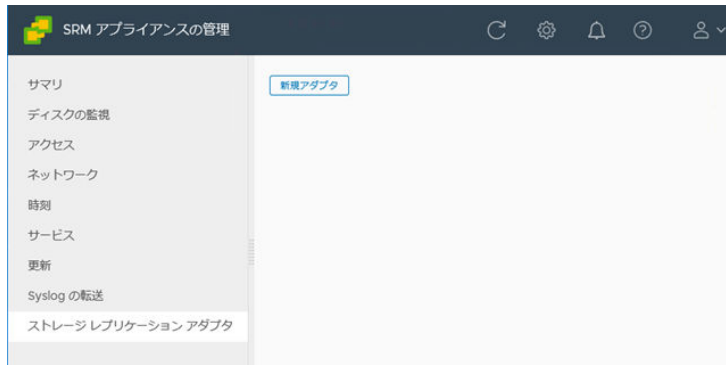 SRM アプライアンスの管理
サマリ
ディスクの監視
アクセス
ネットワーク
時刻
サービス
更新
Syslog の転送
ストレージ レプリケーション アダプタ
新規アダプタ